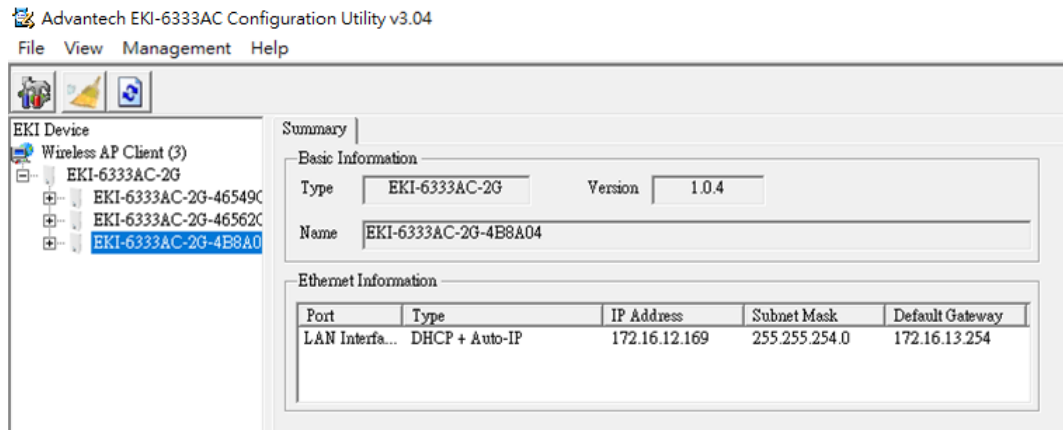 Advantech EKI-6333AC Configuration Utility v3.04
File View Management Help
EKI Device
Wireless AP Client (3)
EKI-6333AC-2G
EKI-6333AC-2G-46549C
EKI-6333AC-2G-46562C
EKI-6333AC-2G-4B8A0
Summary
Basic Information
Type EKI-6333AC-2G Version 1.0.4
Name EKI-6333AC-2G-4B8A04
Ethernet Information
Port Type IP Address Subnet Mask Default Gateway
LAN Interfa... DHCP + Auto-IP 172.16.12.169 255.255.254.0 172.16.13.254